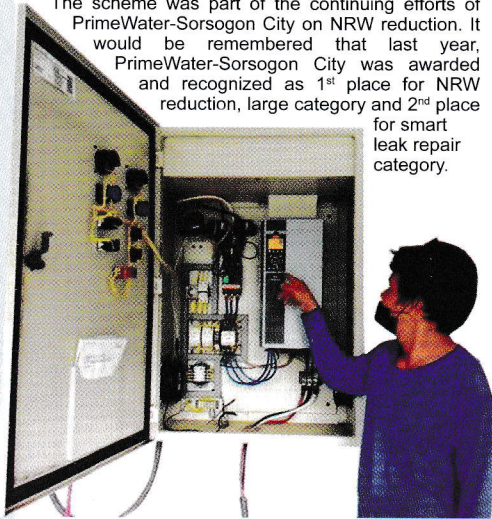 The scheme was part of the continuing efforts of
PrimeWater-Sorsogon City on NRW reduction. It
would be remembered that last year,
PrimeWater-Sorsogon City was awarded
and recognized as 1st place for NRW
reduction, large category and 2nd place
for smart
leak repair
category.